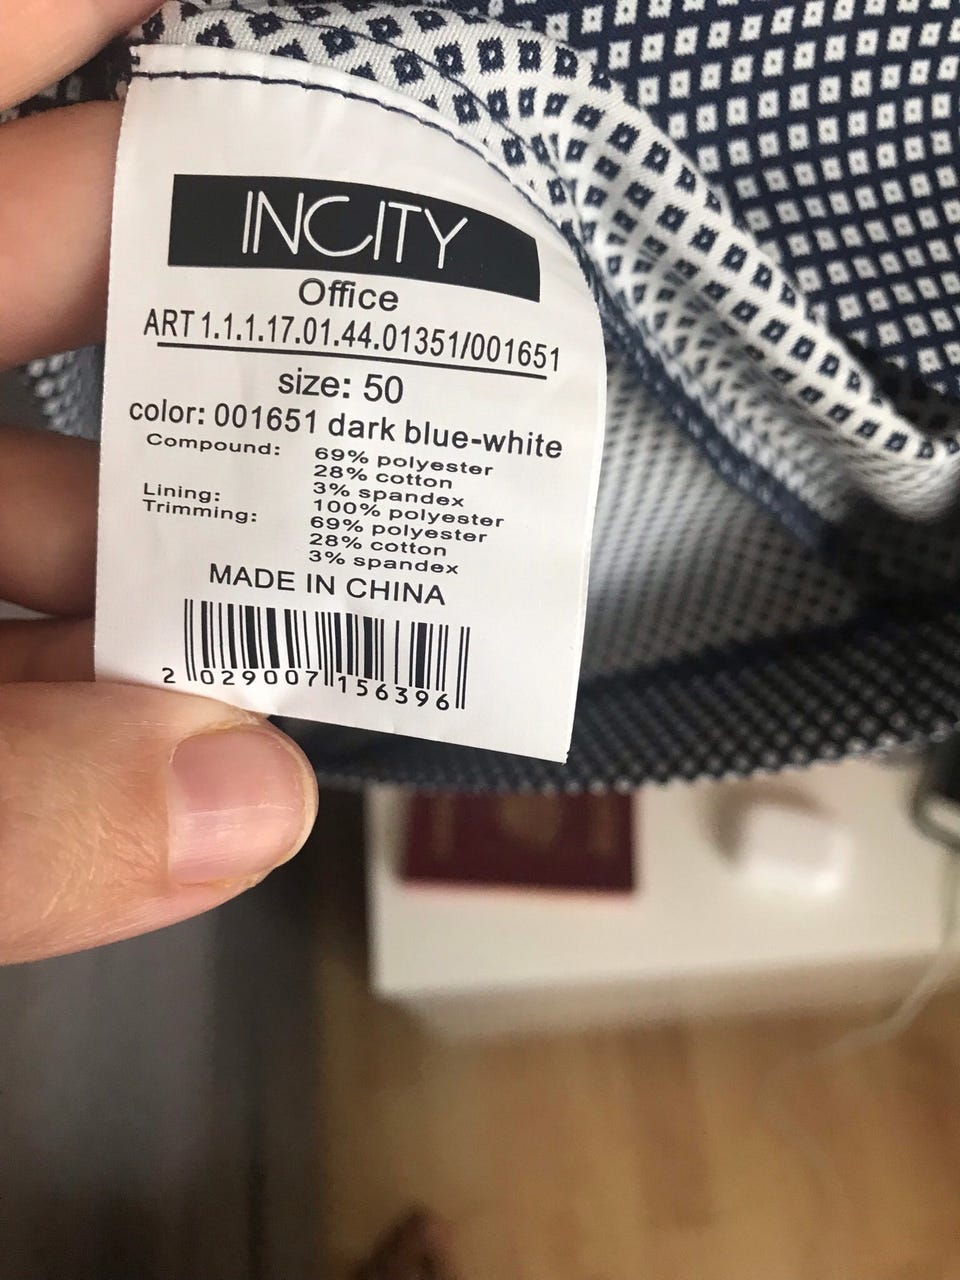 INCITY
Office
ART 1.1.1.17.01.44.01351/001651
size: 50
color: 001651 dark blue-white
Compound: 69% polyester
28% cotton
3% spandex
Lining: 100% polyester
Trimming: 69% polyester
28% cotton
3% spandex
MADE IN CHINA
2 029007 156396